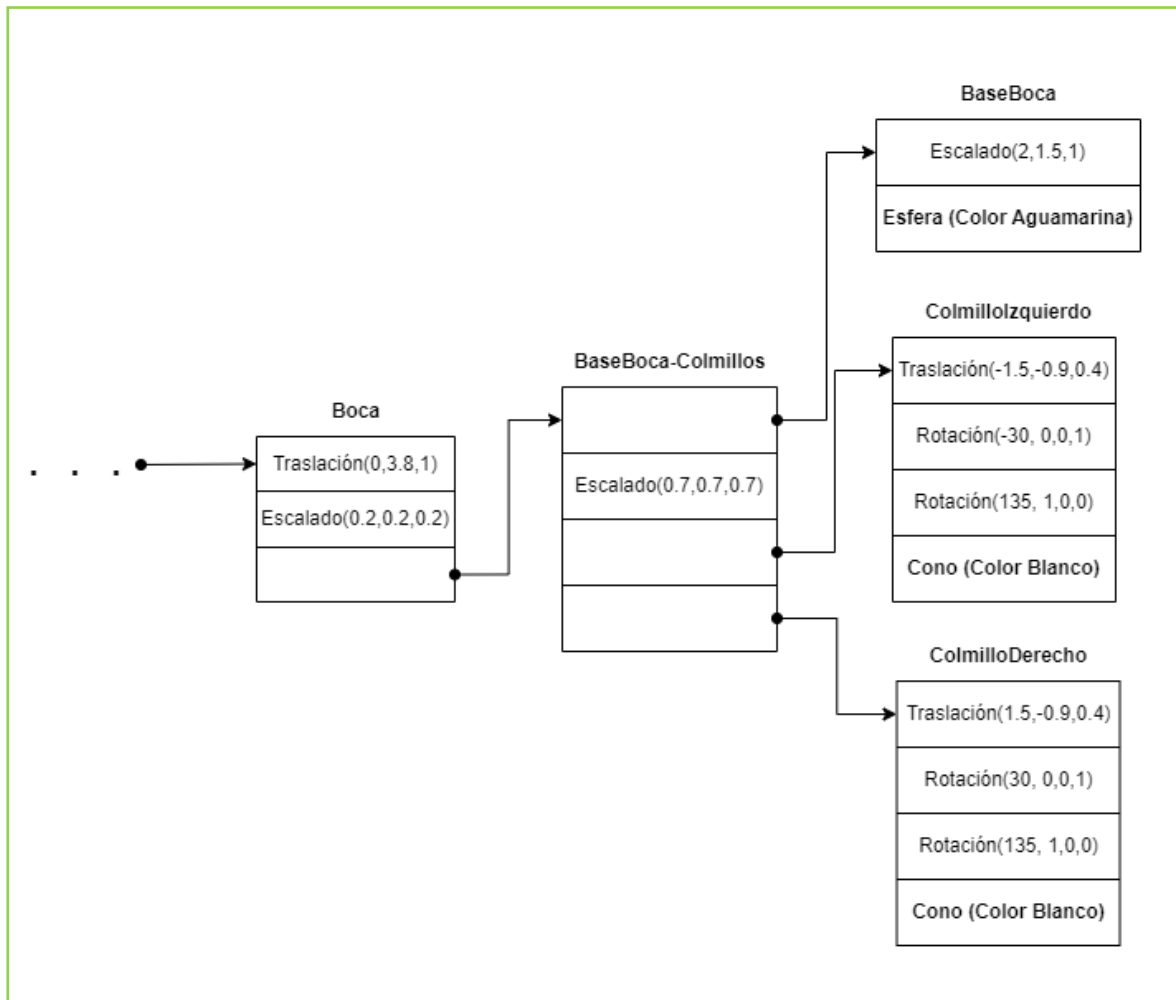 . . .
Boca
Traslación(0,3.8,1)
Escalado(0.2,0.2,0.2)
BaseBoca-Colmillos
Escalado(0.7,0.7,0.7)
BaseBoca
Escalado(2,1.5,1)
Esfera (Color Aguamarina)
ColmilloIzquierdo
Traslación(-1.5,-0.9,0.4)
Rotación(-30, 0,0,1)
Rotación(135, 1,0,0)
Cono (Color Blanco)
ColmilloDerecho
Traslación(1.5,-0.9,0.4)
Rotación(30, 0,0,1)
Rotación(135, 1,0,0)
Cono (Color Blanco)